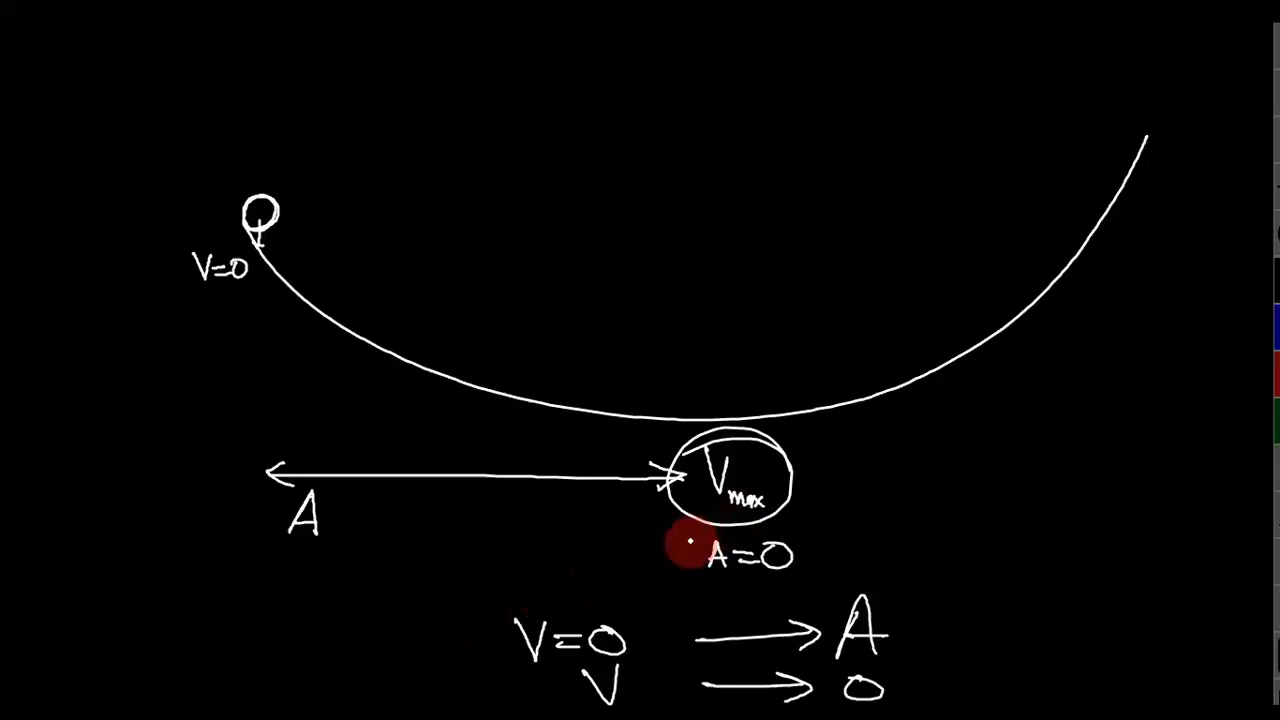 V=0
Vmax
A
A=0
V=0 → A
V → 0